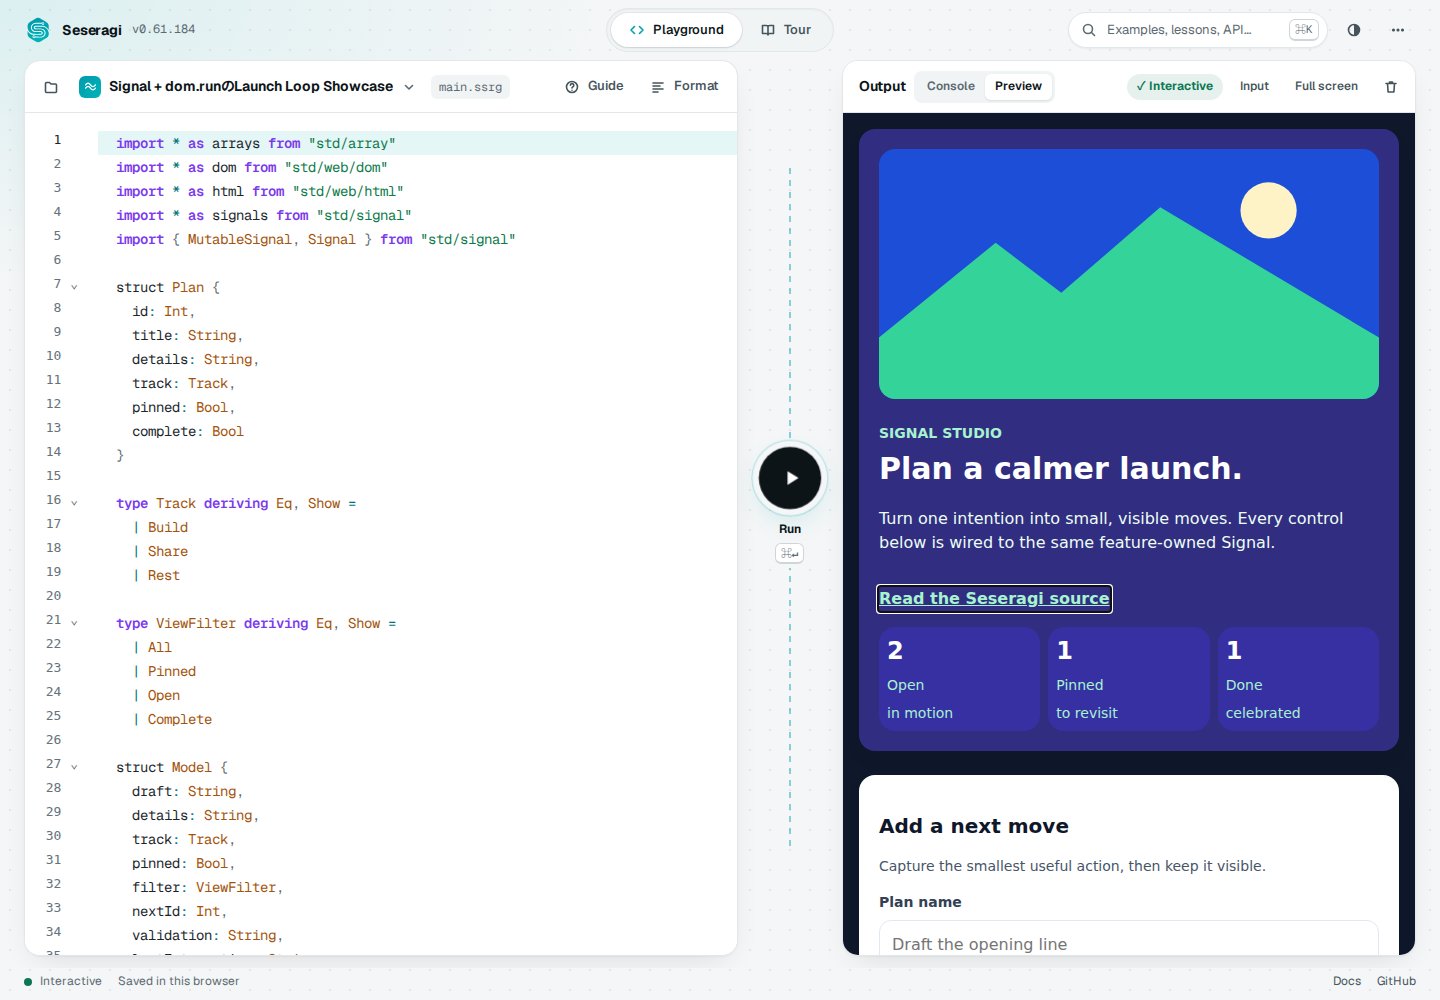 Seseragi v0.61.184
Playground
Tour
Examples, lessons, API...
⌘K
Signal + dom.runのLaunch Loop Showcase
main.ssrg
Guide
Format
1 import * as arrays from "std/array"
2 import * as dom from "std/web/dom"
3 import * as html from "std/web/html"
4 import * as signals from "std/signal"
5 import { MutableSignal, Signal } from "std/signal"
6
7 struct Plan {
8 id: Int,
9 title: String,
10 details: String,
11 track: Track,
12 pinned: Bool,
13 complete: Bool
14 }
15
16 type Track deriving Eq, Show =
17 | Build
18 | Share
19 | Rest
20
21 type ViewFilter deriving Eq, Show =
22 | All
23 | Pinned
24 | Open
25 | Complete
26
27 struct Model {
28 draft: String,
29 details: String,
30 track: Track,
31 pinned: Bool,
32 filter: ViewFilter,
33 nextId: Int,
34 validation: String,
Run
⌘↵
Output
Console
Preview
✓ Interactive
Input
Full screen
SIGNAL STUDIO
Plan a calmer launch.
Turn one intention into small, visible moves. Every control
below is wired to the same feature-owned Signal.
Read the Seseragi source
2
Open
in motion
1
Pinned
to revisit
1
Done
celebrated
Add a next move
Capture the smallest useful action, then keep it visible.
Plan name
Draft the opening line
Interactive
Saved in this browser
Docs
GitHub